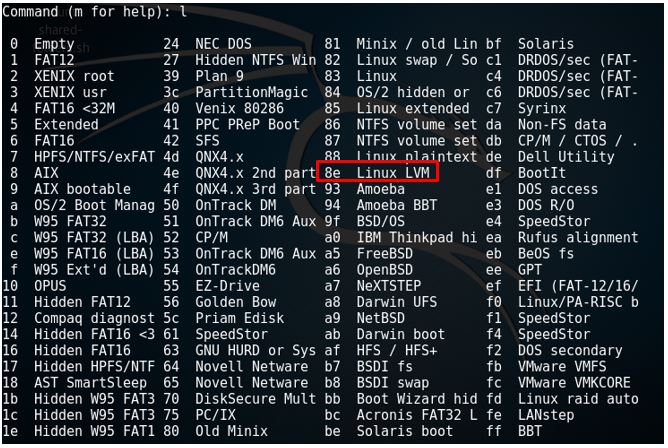 Command (m for help): l
0 Empty 24 NEC DOS 81 Minix / old Lin bf Solaris
1 FAT12 27 Hidden NTFS Win 82 Linux swap / So c1 DRDOS/sec (FAT-
2 XENIX root 39 Plan 9 83 Linux c4 DRDOS/sec (FAT-
3 XENIX usr 3c PartitionMagic 84 OS/2 hidden or c6 DRDOS/sec (FAT-
4 FAT16 <32M 40 Venix 80286 85 Linux extended c7 Syrinx
5 Extended 41 PPC PReP Boot 86 NTFS volume set da Non-FS data
6 FAT16 42 SFS 87 NTFS volume set db CP/M / CTOS / .
7 HPFS/NTFS/exFAT 4d QNX4.x 88 Linux plaintext de Dell Utility
8 AIX 4e QNX4.x 2nd part 8e Linux LVM df BootIt
9 AIX bootable 4f QNX4.x 3rd part 93 Amoeba e1 DOS access
a OS/2 Boot Manag 50 OnTrack DM 94 Amoeba BBT e3 DOS R/O
b W95 FAT32 51 OnTrack DM6 Aux 9f BSD/OS e4 SpeedStor
c W95 FAT32 (LBA) 52 CP/M a0 IBM Thinkpad hi ea Rufus alignment
e W95 FAT16 (LBA) 53 OnTrack DM6 Aux a5 FreeBSD eb BeOS fs
f W95 Ext'd (LBA) 54 OnTrackDM6 a6 OpenBSD ee GPT
10 OPUS 55 EZ-Drive a7 NeXTSTEP ef EFI (FAT-12/16/
11 Hidden FAT12 56 Golden Bow a8 Darwin UFS f0 Linux/PA-RISC b
12 Compaq diagnost 5c Priam Edisk a9 NetBSD f1 SpeedStor
14 Hidden FAT16 <3 61 SpeedStor ab Darwin boot f4 SpeedStor
16 Hidden FAT16 63 GNU HURD or Sys af HFS / HFS+ f2 DOS secondary
17 Hidden HPFS/NTF 64 Novell Netware b7 BSDI fs fb VMware VMFS
18 AST SmartSleep 65 Novell Netware b8 BSDI swap fc VMware VMKCORE
1b Hidden W95 FAT3 70 DiskSecure Mult bb Boot Wizard hid fd Linux raid auto
1c Hidden W95 FAT3 75 PC/IX bc Acronis FAT32 L fe LANstep
1e Hidden W95 FAT1 80 Old Minix be Solaris boot ff BBT